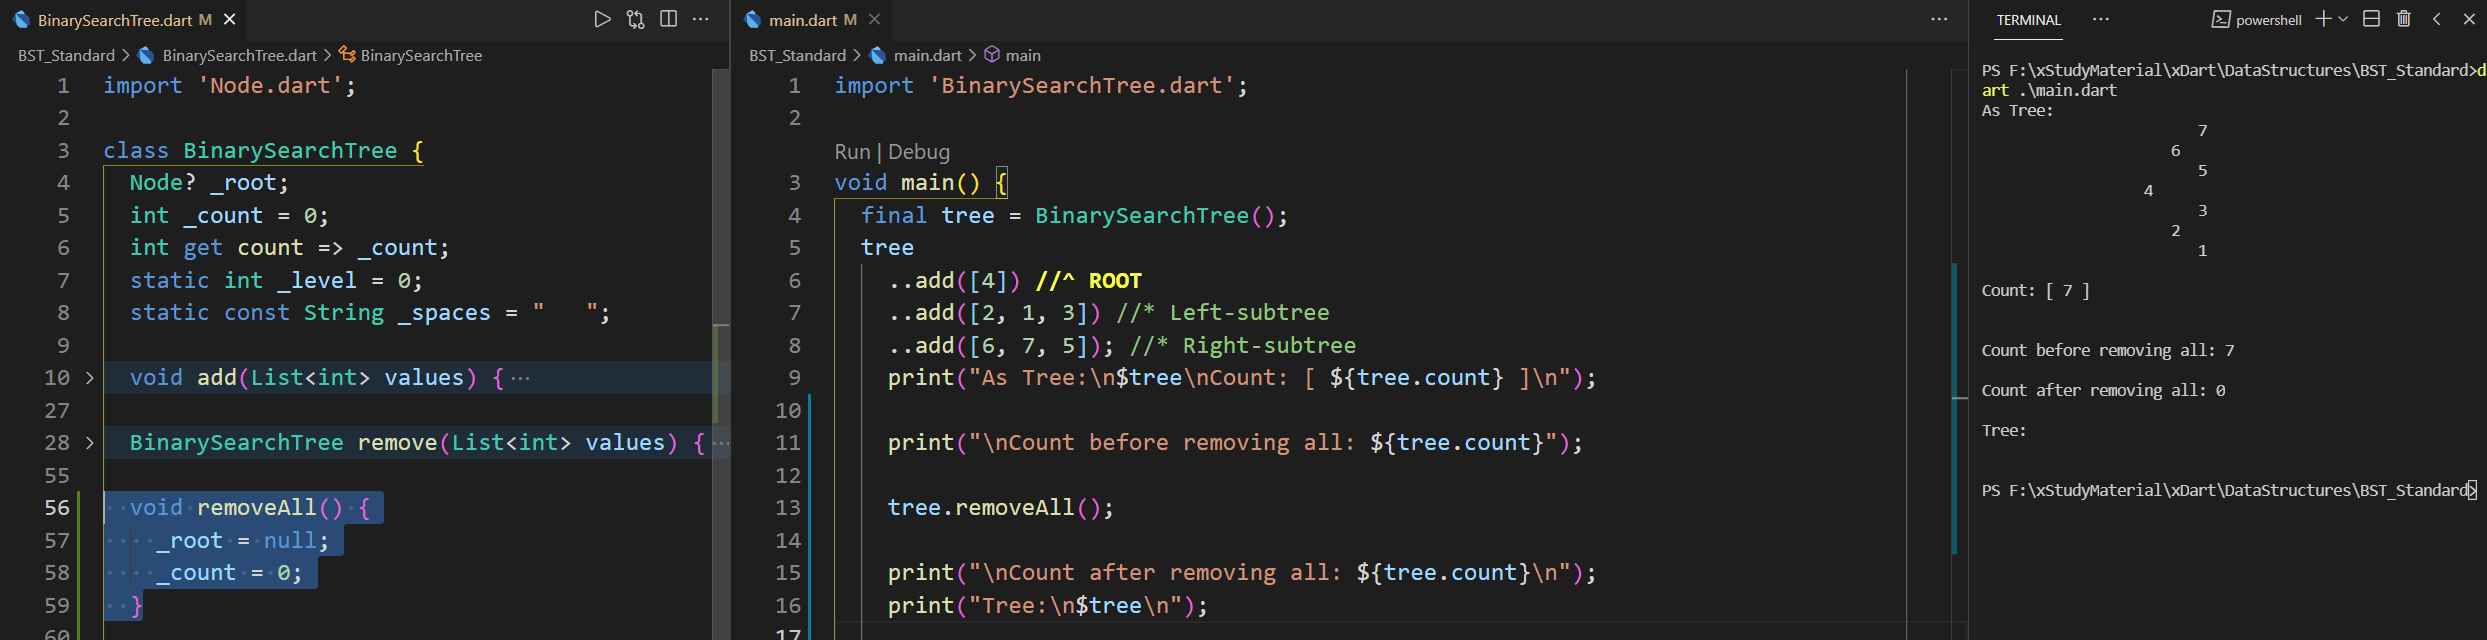 BinarySearchTree.dart M
BST_Standard > BinarySearchTree.dart > BinarySearchTree
1 import 'Node.dart';
2
3 class BinarySearchTree {
4 Node? _root;
5 int _count = 0;
6 int get count => _count;
7 static int _level = 0;
8 static const String _spaces = "   ";
9
10 void add(List<int> values) {···
27
28 BinarySearchTree remove(List<int> values) {···
55
56 void removeAll() {
57 _root = null;
58 _count = 0;
59 }
60
main.dart M
BST_Standard > main.dart > main
1 import 'BinarySearchTree.dart';
2
Run | Debug
3 void main() {
4 final tree = BinarySearchTree();
5 tree
6 ..add([4]) //^ ROOT
7 ..add([2, 1, 3]) //* Left-subtree
8 ..add([6, 7, 5]); //* Right-subtree
9 print("As Tree:\n$tree\nCount: [ ${tree.count} ]\n");
10
11 print("\nCount before removing all: ${tree.count}");
12
13 tree.removeAll();
14
15 print("\nCount after removing all: ${tree.count}\n");
16 print("Tree:\n$tree\n");
17
TERMINAL
powershell
PS F:\xStudyMaterial\xDart\DataStructures\BST_Standard>d
art .\main.dart
As Tree:
7
6
5
4
3
2
1
Count: [ 7 ]
Count before removing all: 7
Count after removing all: 0
Tree:
PS F:\xStudyMaterial\xDart\DataStructures\BST_Standard>